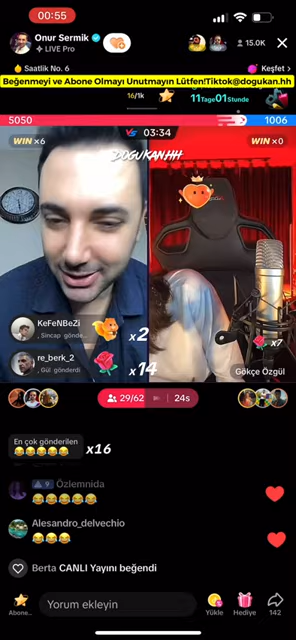 00:55
Onur Sermik
LIVE Pro
15.0K
Saatlik No. 6
Keşfet >
Beğenmeyi ve Abone Olmayı Unutmayın Lütfen!Tiktok@dogukan.hh
16/1k
11Tage01Stunde
5050
1006
WIN x6
VS 03:34
WIN x0
DOGUKAN.HH
KeFeNBeZi
, Sincap gönde..
x2
re_berk_2
, Gül gönderdi
x14
x7
Gökçe Özgül
29/62
24s
En çok gönderilen
x16
9
Özlemnida
Alesandro_delvechio
Berta CANLI Yayını beğendi
Abone..
Yorum ekleyin
Yükle
Hediye
142